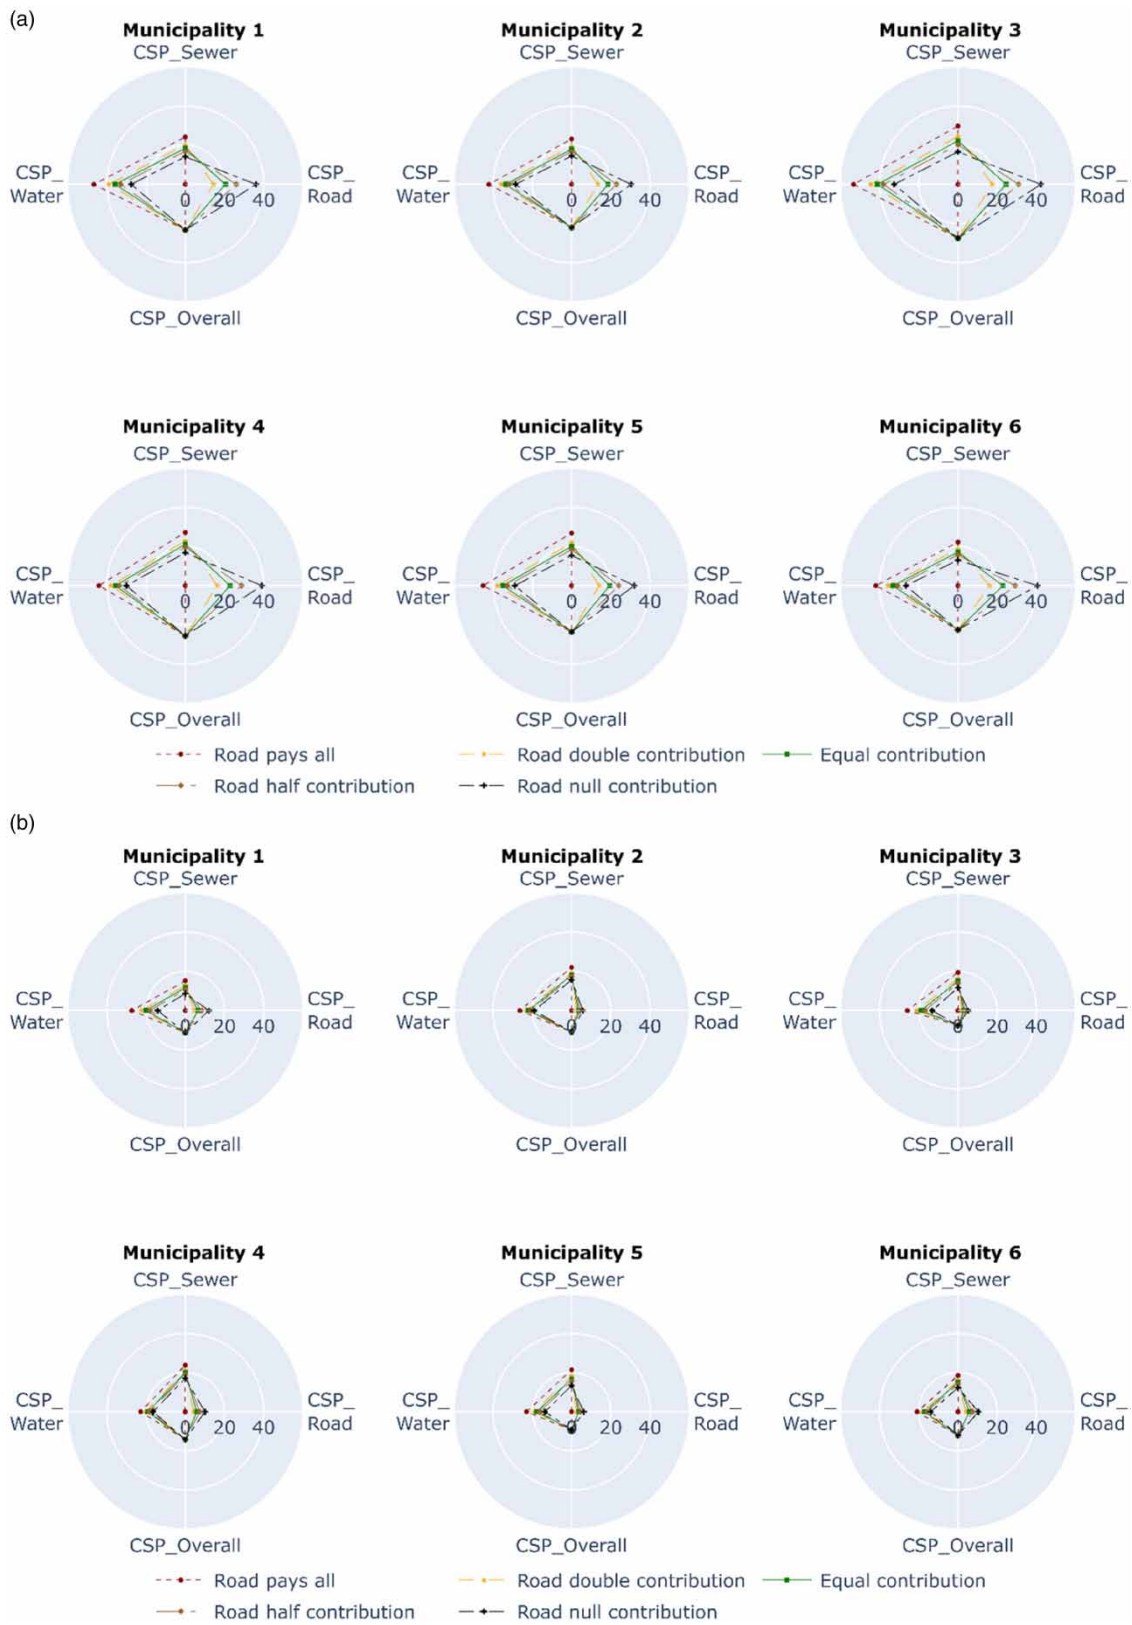 (a)
Municipality 1 Municipality 2 Municipality 3
CSP_Sewer CSP_Sewer CSP_Sewer
CSP_ CSP_ CSP_ CSP_ CSP_ CSP_
Water 0 20 40 Road Water 0 20 40 Road Water 0 20 40 Road
CSP_Overall CSP_Overall CSP_Overall
Municipality 4 Municipality 5 Municipality 6
CSP_Sewer CSP_Sewer CSP_Sewer
CSP_ CSP_ CSP_ CSP_ CSP_ CSP_
Water 0 20 40 Road Water 0 20 40 Road Water 0 20 40 Road
CSP_Overall CSP_Overall CSP_Overall
Road pays all Road double contribution Equal contribution
Road half contribution Road null contribution
(b)
Municipality 1 Municipality 2 Municipality 3
CSP_Sewer CSP_Sewer CSP_Sewer
CSP_ CSP_ CSP_ CSP_ CSP_ CSP_
Water 0 20 40 Road Water 0 20 40 Road Water 0 20 40 Road
CSP_Overall CSP_Overall CSP_Overall
Municipality 4 Municipality 5 Municipality 6
CSP_Sewer CSP_Sewer CSP_Sewer
CSP_ CSP_ CSP_ CSP_ CSP_ CSP_
Water 0 20 40 Road Water 0 20 40 Road Water 0 20 40 Road
CSP_Overall CSP_Overall CSP_Overall
Road pays all Road double contribution Equal contribution
Road half contribution Road null contribution